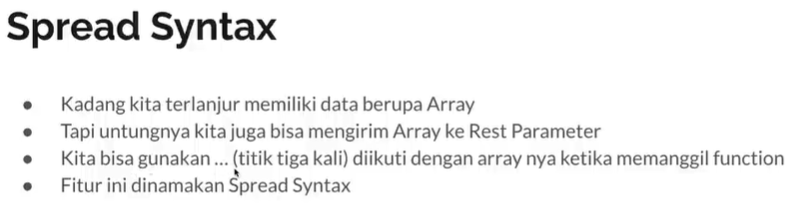 Spread Syntax
● Kadang kita terlanjur memiliki data berupa Array
● Tapi untungnya kita juga bisa mengirim Array ke Rest Parameter
● Kita bisa gunakan ... (titik tiga kali) diikuti dengan array nya ketika memanggil function
● Fitur ini dinamakan Spread Syntax